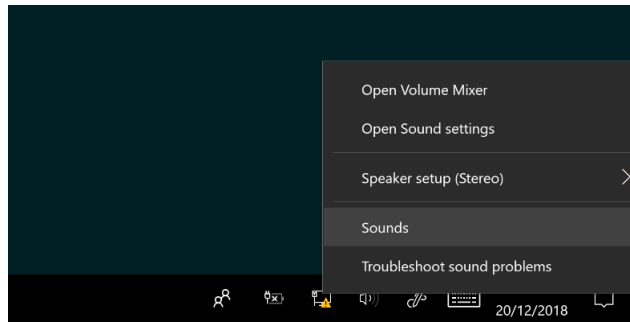 Open Volume Mixer
Open Sound settings
Speaker setup (Stereo)
Sounds
Troubleshoot sound problems
20/12/2018